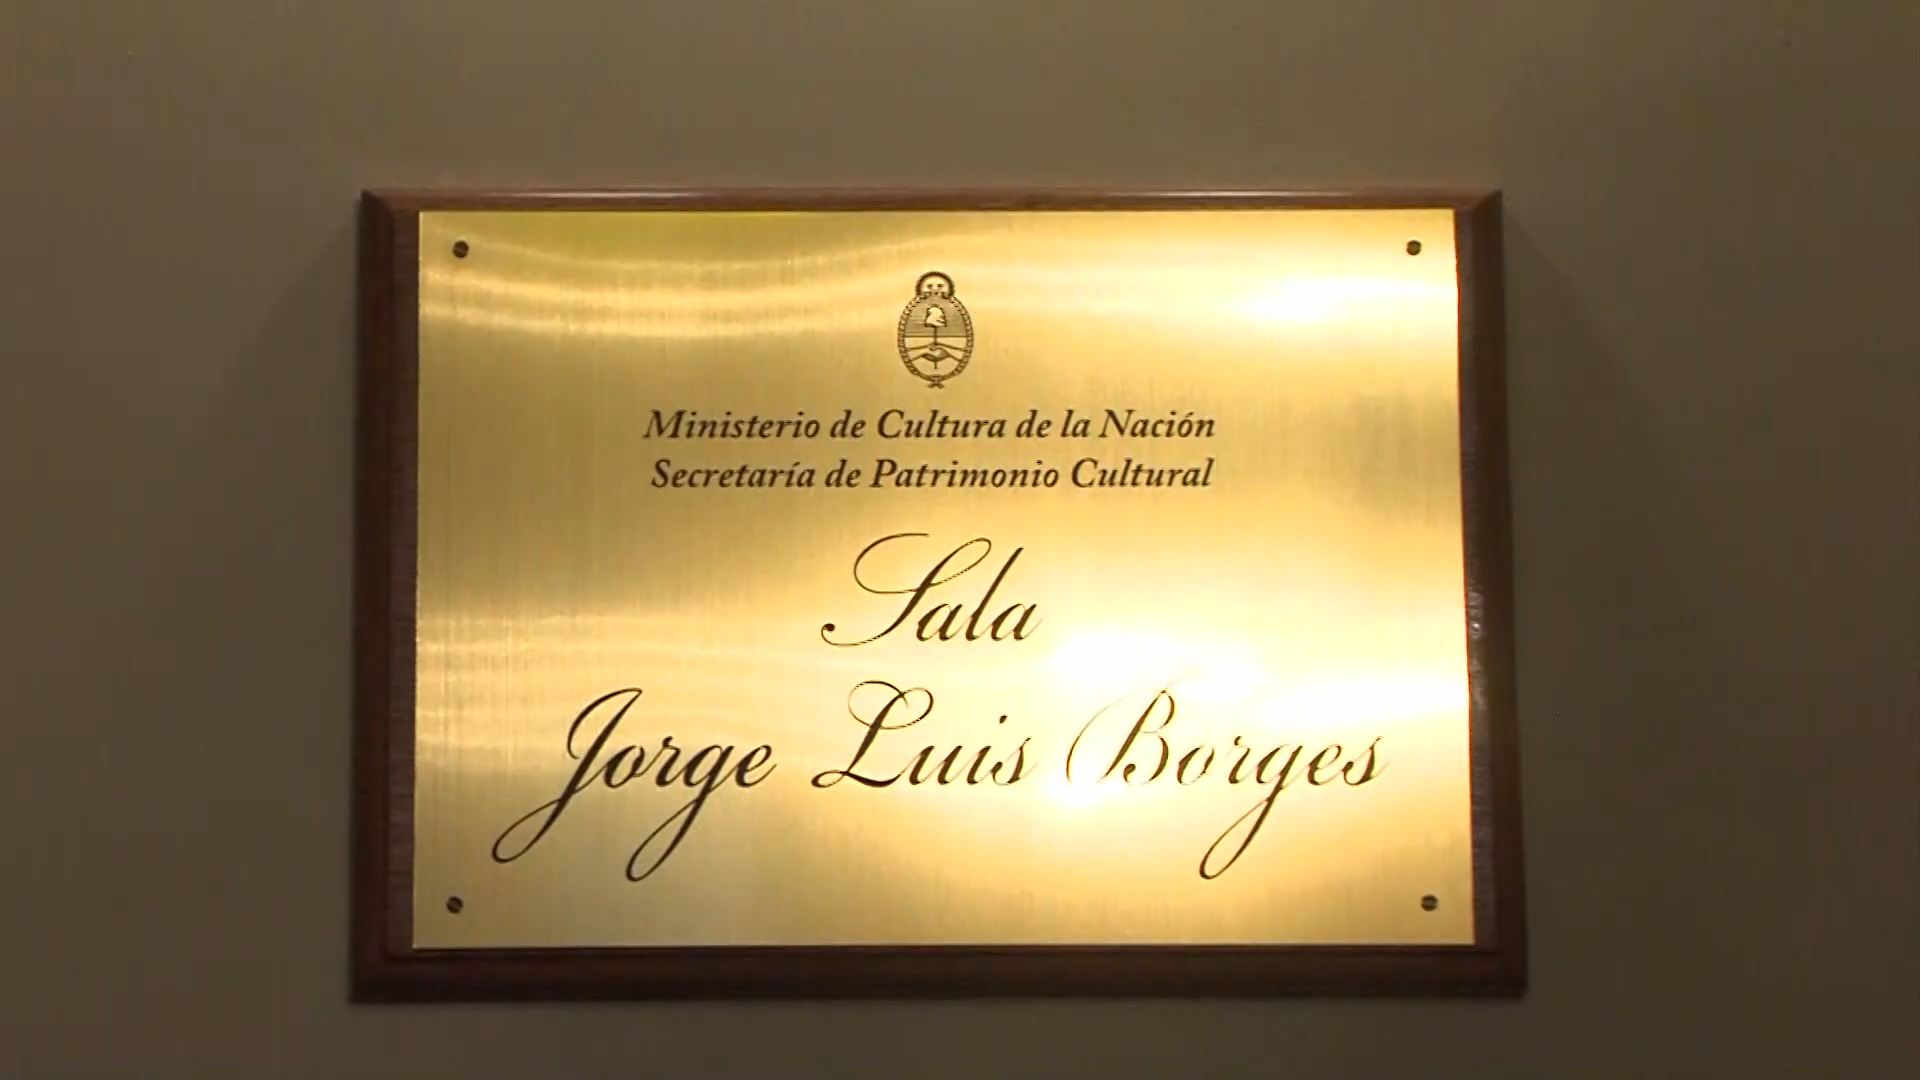 Ministerio de Cultura de la Nación
Secretaría de Patrimonio Cultural
Sala
Jorge Luis Borges